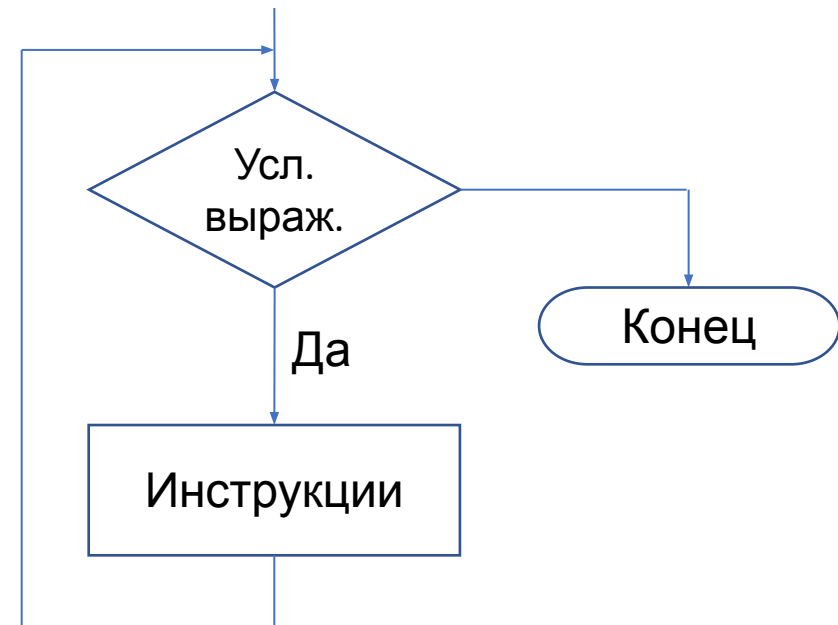 Усл.
выраж.
Да
Конец
Инструкции